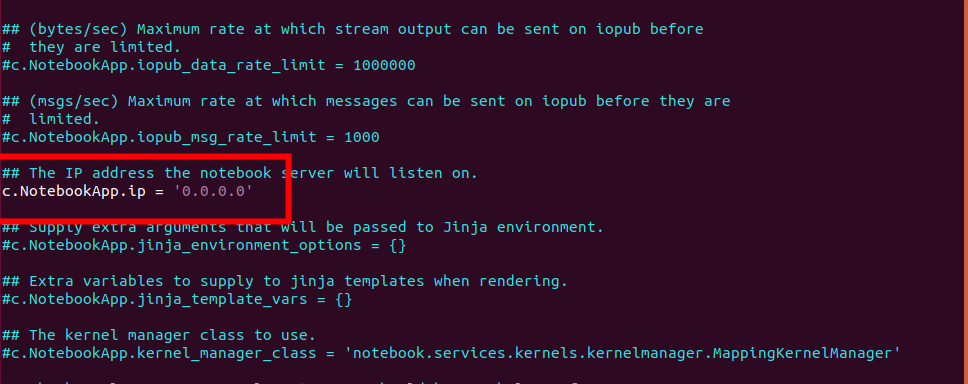 ## (bytes/sec) Maximum rate at which stream output can be sent on iopub before
#  they are limited.
#c.NotebookApp.iopub_data_rate_limit = 1000000
## (msgs/sec) Maximum rate at which messages can be sent on iopub before they are
#  limited.
#c.NotebookApp.iopub_msg_rate_limit = 1000
## The IP address the notebook server will listen on.
c.NotebookApp.ip = '0.0.0.0'
## Supply extra arguments that will be passed to Jinja environment.
#c.NotebookApp.jinja_environment_options = {}
## Extra variables to supply to jinja templates when rendering.
#c.NotebookApp.jinja_template_vars = {}
## The kernel manager class to use.
#c.NotebookApp.kernel_manager_class = 'notebook.services.kernels.kernelmanager.MappingKernelManager'